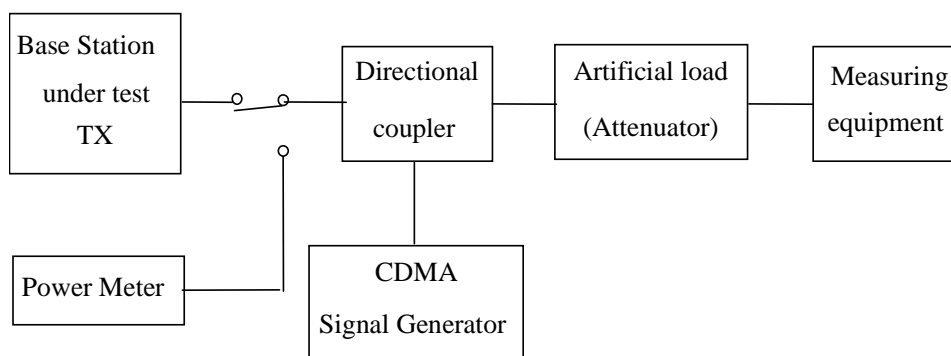 Base Station
under test
TX
Directional
coupler
Artificial load
(Attenuator)
Measuring
equipment
Power Meter
CDMA
Signal Generator